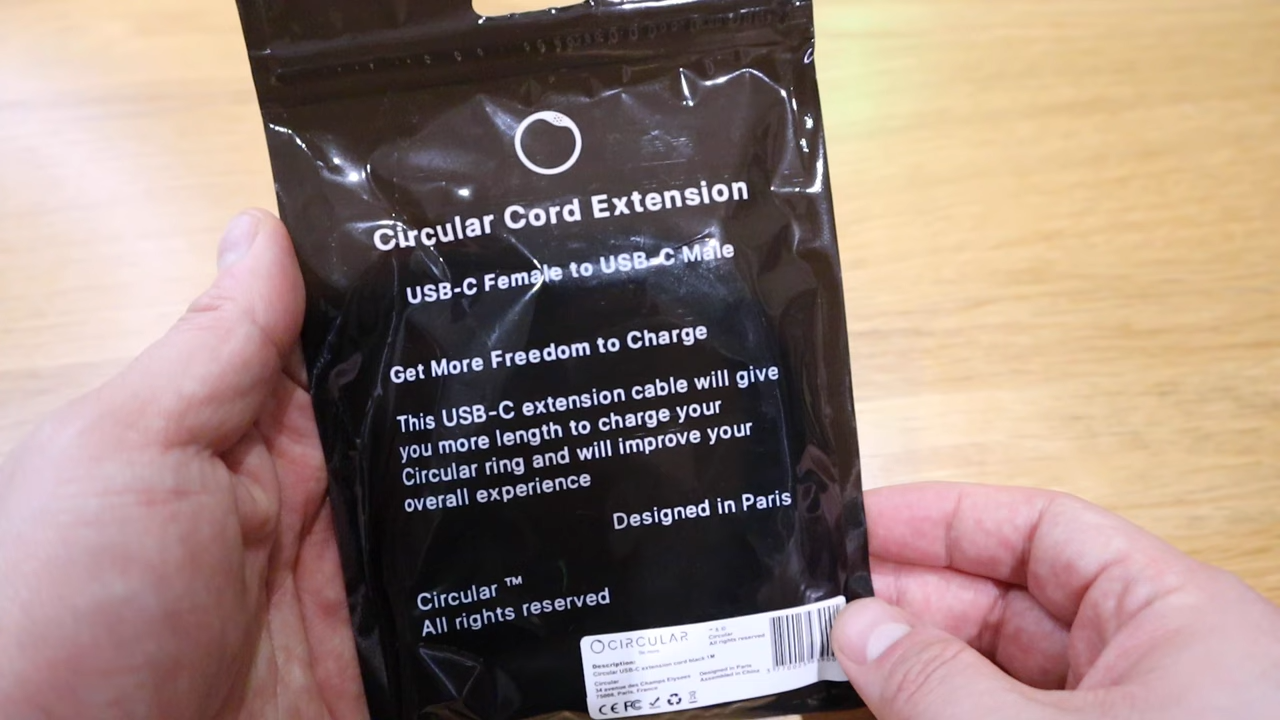 Circular Cord Extension
USB-C Female to USB-C Male
Get More Freedom to Charge
This USB-C extension cable will give
you more length to charge your
Circular ring and will improve your
overall experience
Designed in Paris
Circular ™
All rights reserved
CIRCULAR
Circular
All rights reserved
Description:
Circular USB-C extension cord black 1M
Circular
34 avenue des Champs Elysées
75008, Paris, France
Designed in Paris
Assembled in China
CE FC